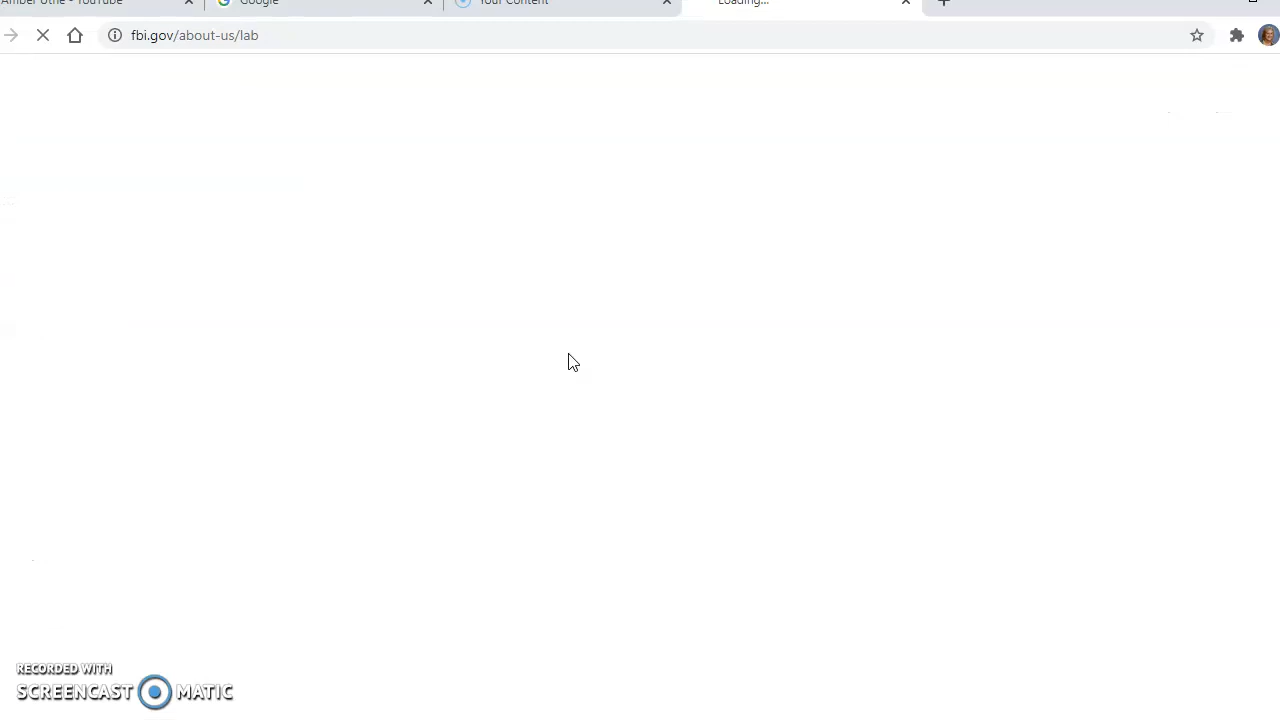 Amber Uthe - YouTube
Google
Your Content
Loading...
fbi.gov/about-us/lab
RECORDED WITH
SCREENCAST MATIC